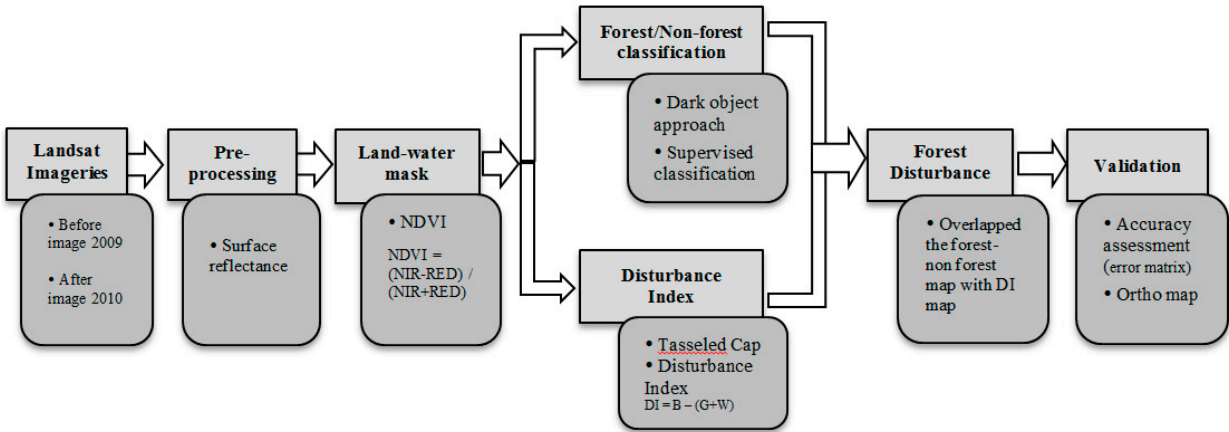 Landsat
Imageries
• Before
image 2009
• After
image 2010
Pre-
processing
• Surface
reflectance
Land-water
mask
• NDVI
NDVI =
(NIR-RED) /
(NIR+RED)
Forest/Non-forest
classification
• Dark object
approach
• Supervised
classification
Disturbance
Index
• Tasseled Cap
• Disturbance
Index
DI = B – (G+W)
Forest
Disturbance
• Overlapped
the forest-
non forest
map with DI
map
Validation
• Accuracy
assessment
(error matrix)
• Ortho map